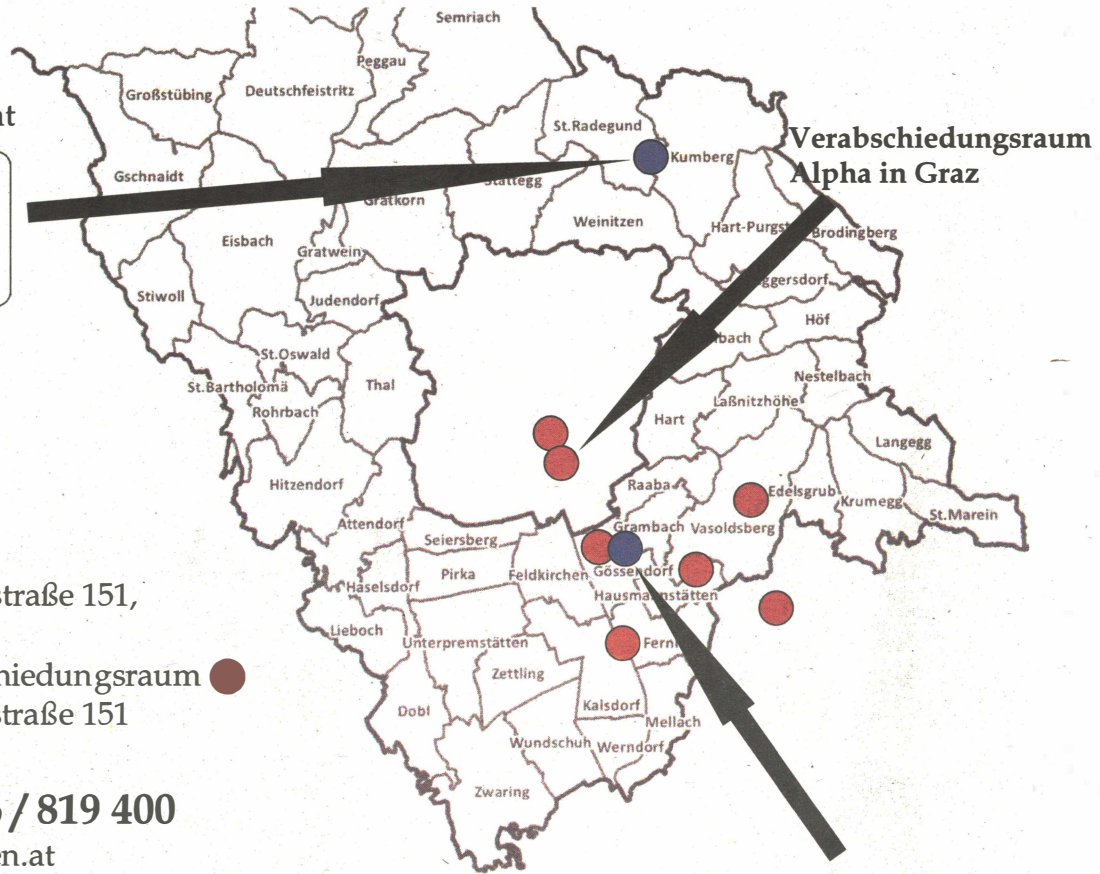 Semriach
Peggau
Großstübing
Deutschfeistritz
St.Radegund
Verabschiedungsraum
Alpha in Graz
Kumberg
Gschnaidt
Gratkorn
Weinitzen
Brodingberg
Eisbach
Gratwein
Stiwoll
Judendorf
Höf
St.Oswald
Nestelbach
St.Bartholomä
Thal
Laßnitzhöhe
Rohrbach
Hart
Langegg
Hitzendorf
Raaba
Edelsgrub
Krumegg
St.Marein
Attendorf
Grambach
Vasoldsberg
Seiersberg
Pirka
Feldkirchen
Gössendorf
Haselsdorf
straße 151,
Lieboch
Unterpremstätten
hiedungsraum
Zettling
straße 151
Dobl
Kalsdorf
Mellach
Wundschuh
Werndorf
Zwaring
/ 819 400
en.at